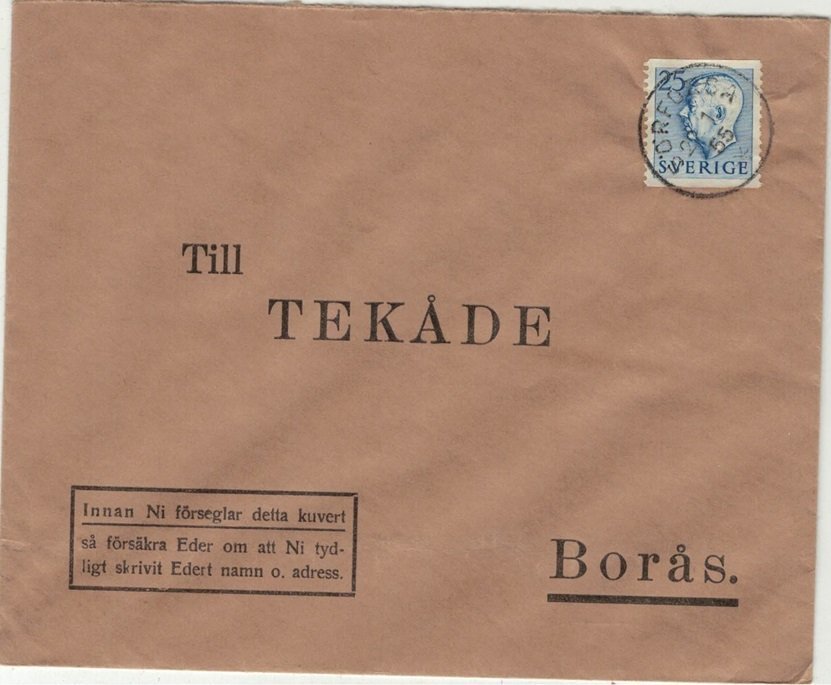 25
SVERIGE
Till
TEKÅDE
Innan Ni förseglar detta kuvert
så försäkra Eder om att Ni tyd-
ligt skrivit Edert namn o. adress.
Borås.